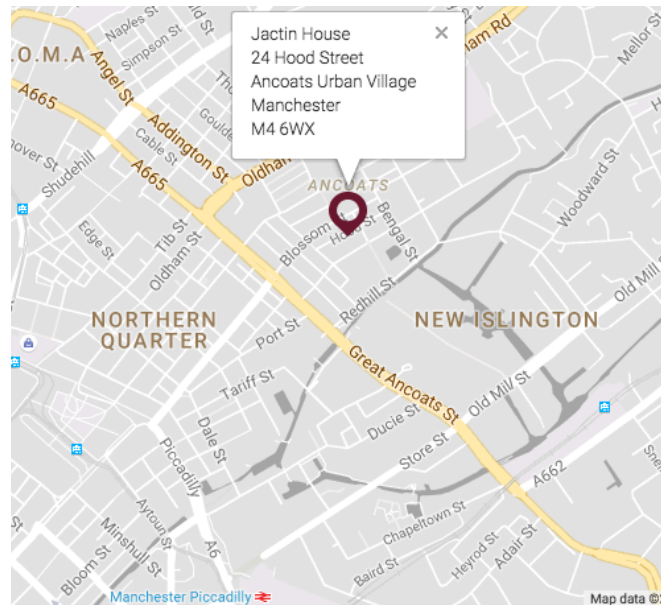 Jactin House
24 Hood Street
Ancoats Urban Village
Manchester
M4 6WX
Naples St
Simpson St
Mellor St
.O.M.A
Angel St
A665
Addington St
Cable St
Shudehill
A665
Oldham
ANCOATS
Woodward St
Blossom
Hood St
Bengal St
Edge St
Tib St
Oldham St
Redhill St
NORTHERN
QUARTER
NEW ISLINGTON
Port St
Great Ancoats St
Tariff St
Old Mill St
Ducie St
Store St
Dale St
Piccadilly
A662
Chapeltown St
Minshull St
Aytoun St
A6
Heyrod St
Adair St
Bloom St
Baird St
Manchester Piccadilly
Map data ©